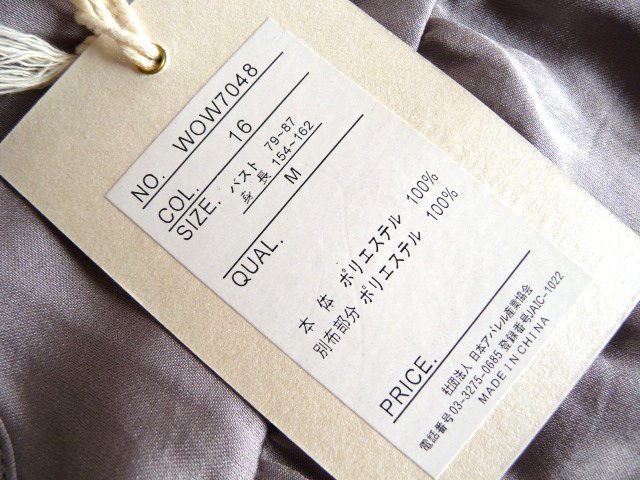 NO. WOW7048
COL. 16
SIZE. バスト 79~87
身長 154~162
M
QUAL.
本体 ポリエステル 100%
別布部分 ポリエステル 100%
PRICE.
社団法人 日本アパレル産業協会
電話番号 03-3275-0685 登録番号JAIC-1022
MADE IN CHINA